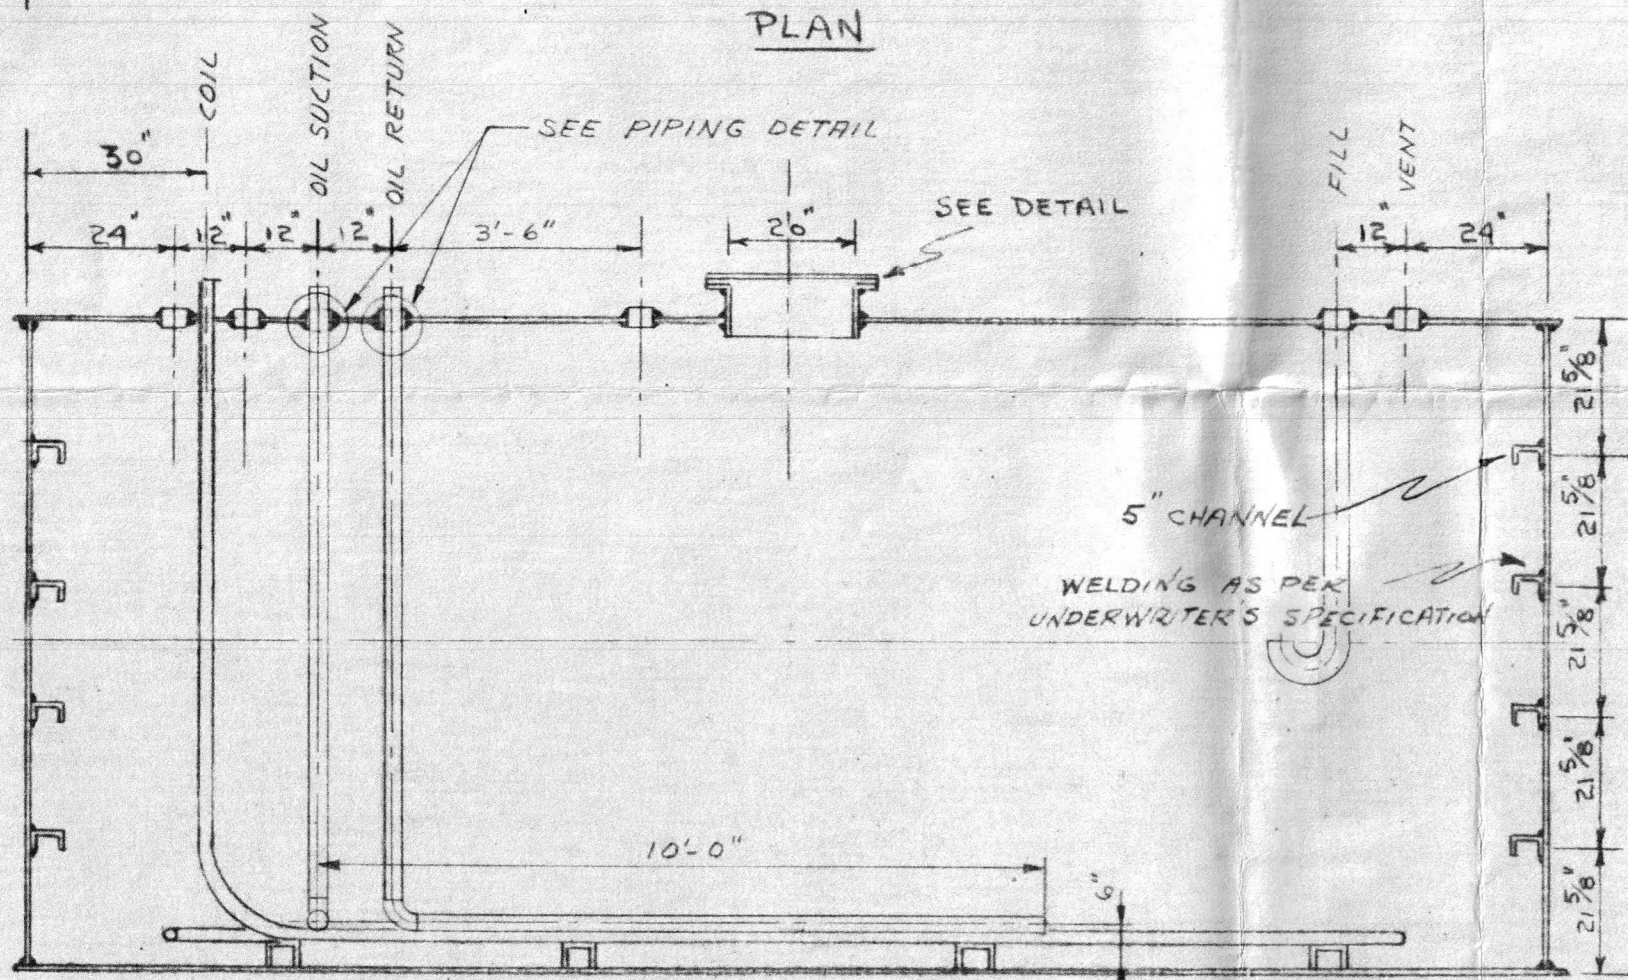 PLAN
COIL
OIL SUCTION
OIL RETURN
SEE PIPING DETAIL
30"
FILL
VENT
SEE DETAIL
24"
12"
12"
12"
3'-6"
26"
12"
24"
21 5/8"
5" CHANNEL
21 5/8"
WELDING AS PER
UNDERWRITER'S SPECIFICATION
21 5/8"
21 5/8"
10'-0"
6"
21 5/8"